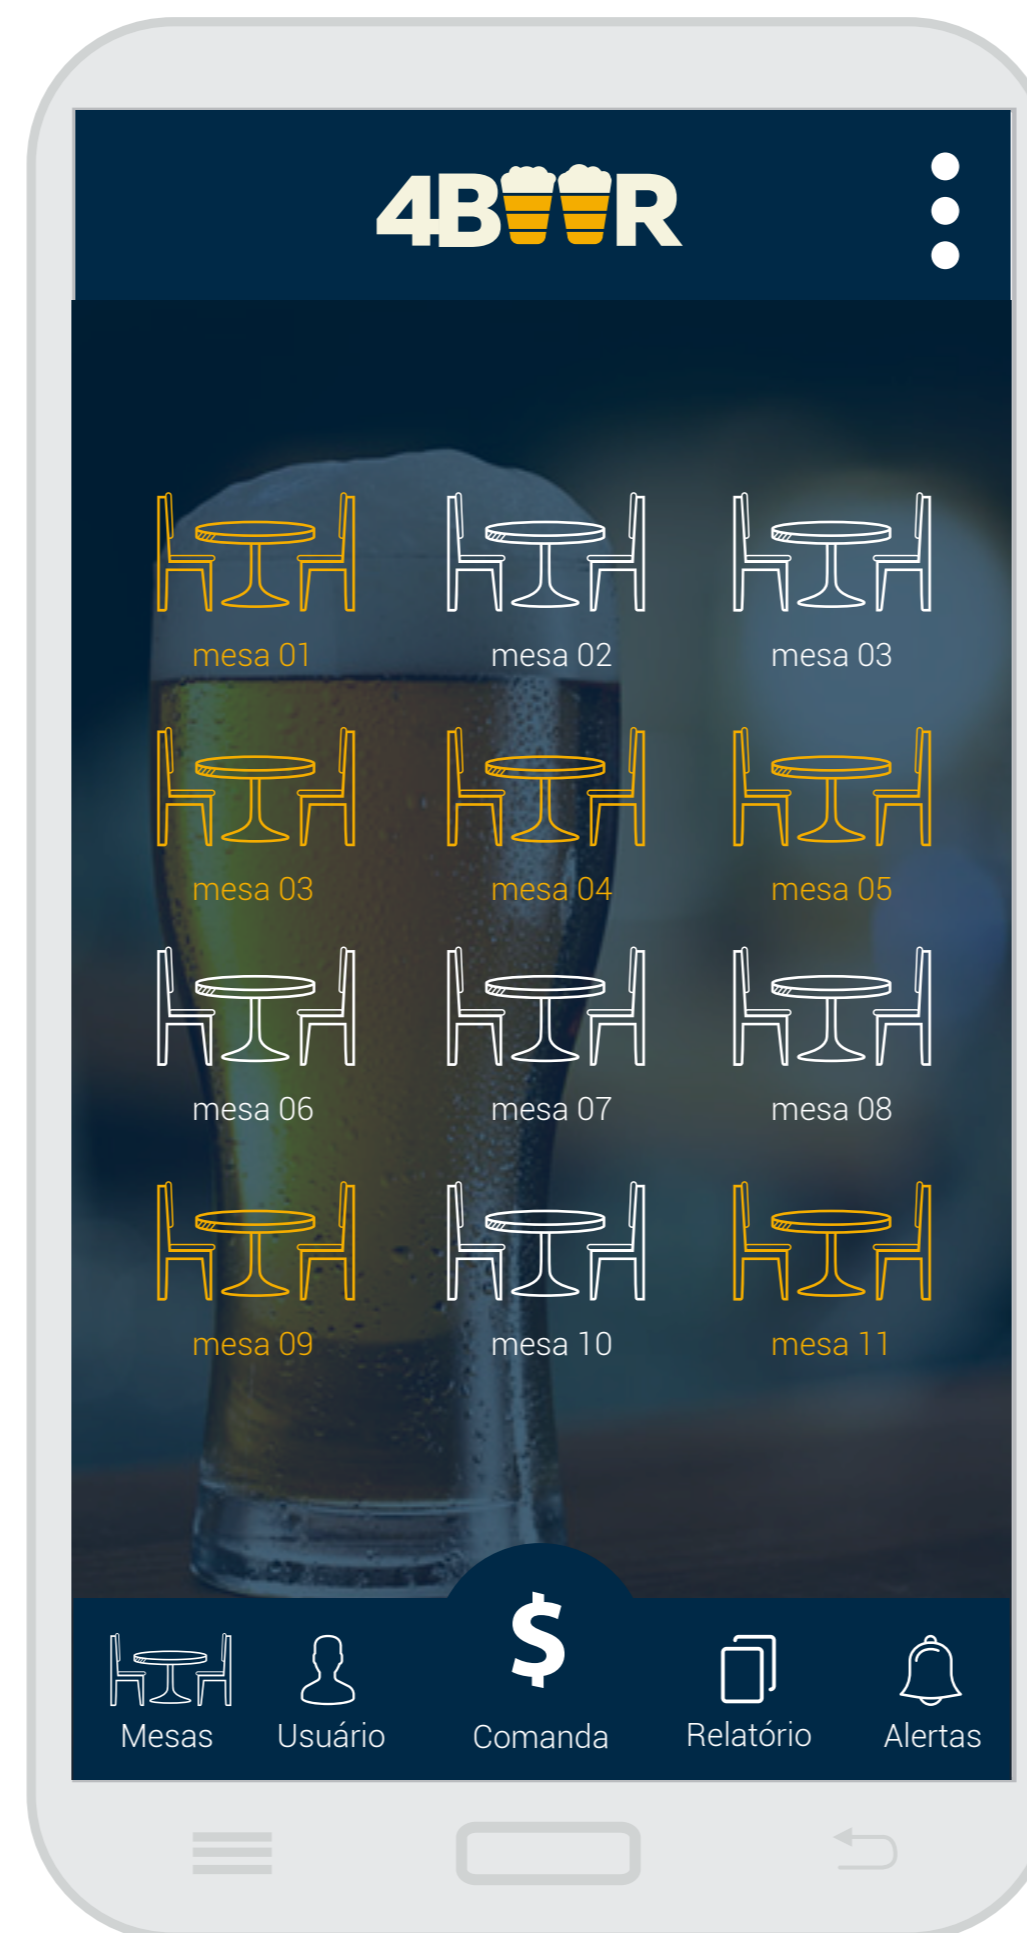 4BEER
mesa 01 mesa 02 mesa 03
mesa 03 mesa 04 mesa 05
mesa 06 mesa 07 mesa 08
mesa 09 mesa 10 mesa 11
$
Mesas Usuário Comanda Relatório Alertas